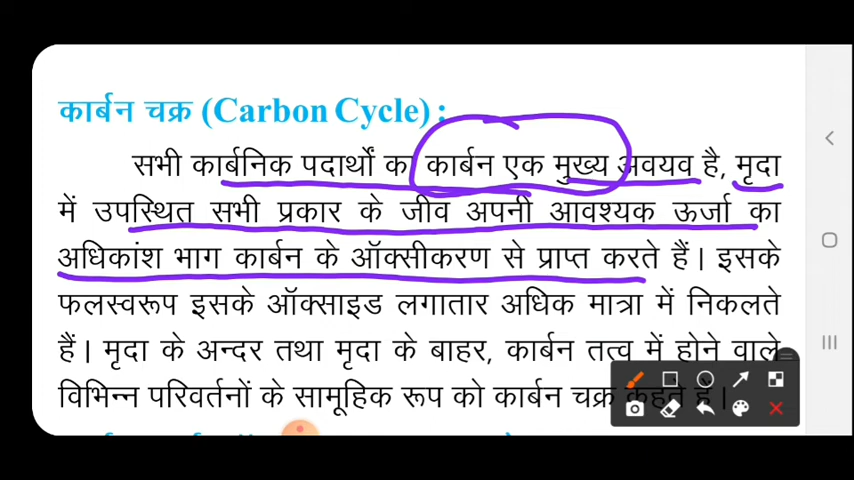 कार्बन चक्र (Carbon Cycle) :
सभी कार्बनिक पदार्थों का कार्बन एक मुख्य अवयव है, मृदा
में उपस्थित सभी प्रकार के जीव अपनी आवश्यक ऊर्जा का
अधिकांश भाग कार्बन के ऑक्सीकरण से प्राप्त करते हैं। इसके
फलस्वरूप इसके ऑक्साइड लगातार अधिक मात्रा में निकलते
हैं। मृदा के अन्दर तथा मृदा के बाहर, कार्बन तत्व में होने वाले
विभिन्न परिवर्तनों के सामूहिक रूप को कार्बन चक्र कहते हैं।